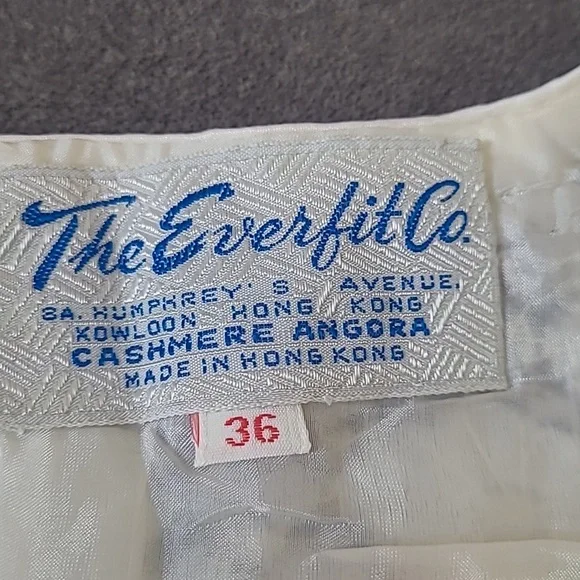 The Everfit Co.
8A. HUMPHREY'S AVENUE.
KOWLOON HONG KONG
CASHMERE ANGORA
MADE IN HONG KONG
36